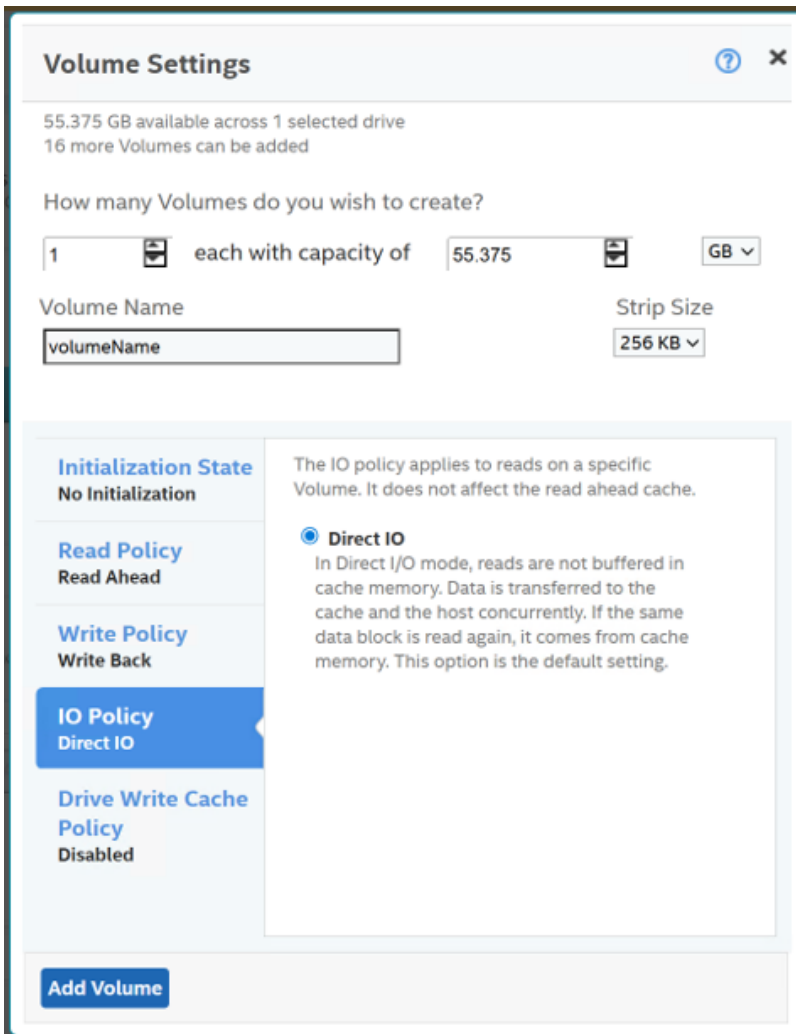 Volume Settings
?
55.375 GB available across 1 selected drive
16 more Volumes can be added
How many Volumes do you wish to create?
1 each with capacity of 55.375 GB
Volume Name Strip Size
volumeName 256 KB
Initialization State
No Initialization
Read Policy
Read Ahead
Write Policy
Write Back
IO Policy
Direct IO
Drive Write Cache
Policy
Disabled
The IO policy applies to reads on a specific
Volume. It does not affect the read ahead cache.
Direct IO
In Direct I/O mode, reads are not buffered in
cache memory. Data is transferred to the
cache and the host concurrently. If the same
data block is read again, it comes from cache
memory. This option is the default setting.
Add Volume